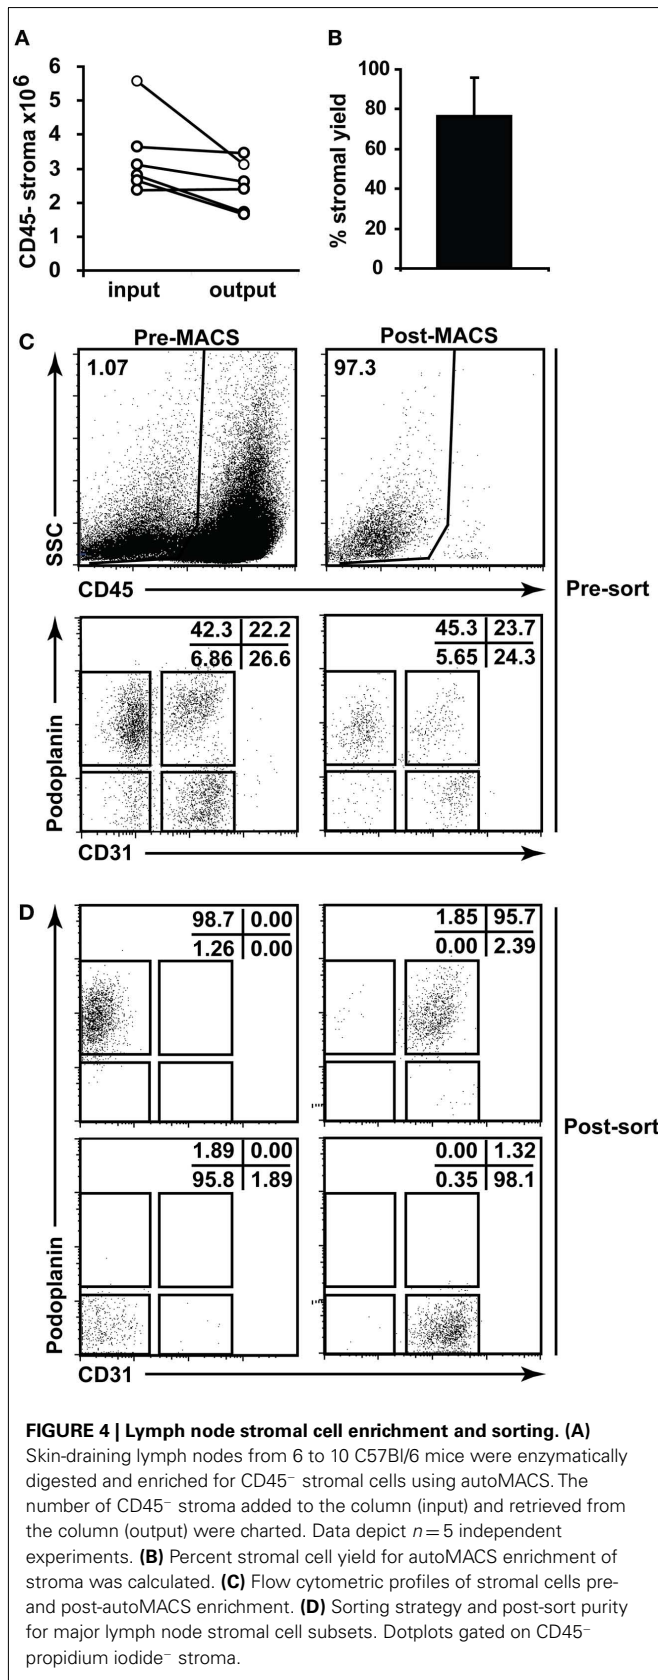 A
B
CD45- stroma x10⁶
6
5
4
3
2
1
0
input output
% stromal yield
100
80
60
40
20
0
C
Pre-MACS Post-MACS
1.07
97.3
SSC
CD45
Pre-sort
42.3 22.2
6.86 26.6
45.3 23.7
5.65 24.3
Podoplanin
CD31
D
98.7 0.00
1.26 0.00
1.85 95.7
0.00 2.39
Post-sort
1.89 0.00
95.8 1.89
0.00 1.32
0.35 98.1
Podoplanin
CD31
FIGURE 4 | Lymph node stromal cell enrichment and sorting. (A)
Skin-draining lymph nodes from 6 to 10 C57Bl/6 mice were enzymatically
digested and enriched for CD45⁻ stromal cells using autoMACS. The
number of CD45⁻ stroma added to the column (input) and retrieved from
the column (output) were charted. Data depict n = 5 independent
experiments. (B) Percent stromal cell yield for autoMACS enrichment of
stroma was calculated. (C) Flow cytometric profiles of stromal cells pre-
and post-autoMACS enrichment. (D) Sorting strategy and post-sort purity
for major lymph node stromal cell subsets. Dotplots gated on CD45⁻
propidium iodide⁻ stroma.